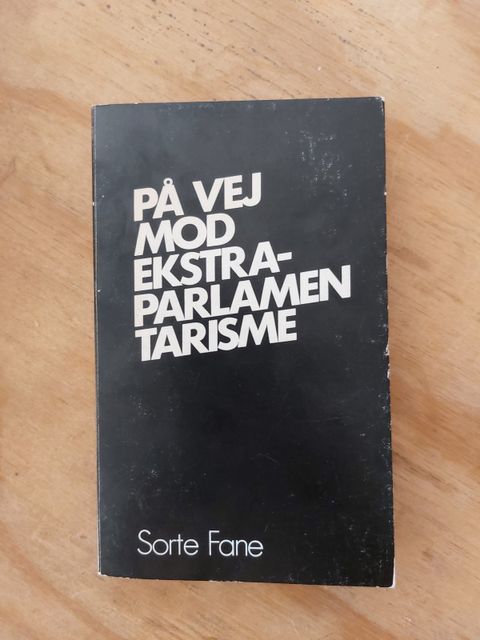 PÅ VEJ
MOD
EKSTRA-
PARLAMEN
TARISME
Sorte Fane